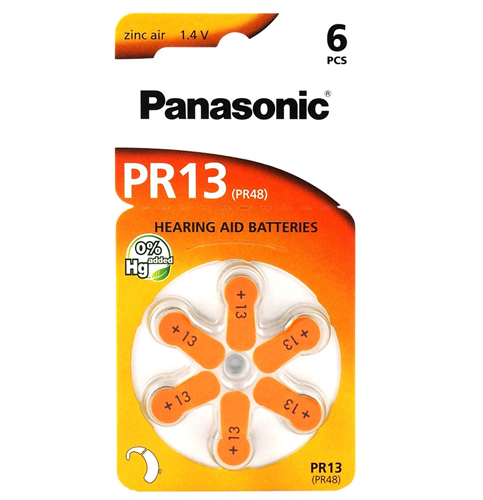 zinc air 1.4 V
6
PCS
Panasonic®
PR13 (PR48)
HEARING AID BATTERIES
0%
Hg added
+13
+13
+13
+13
+13
+13
PR13
(PR48)